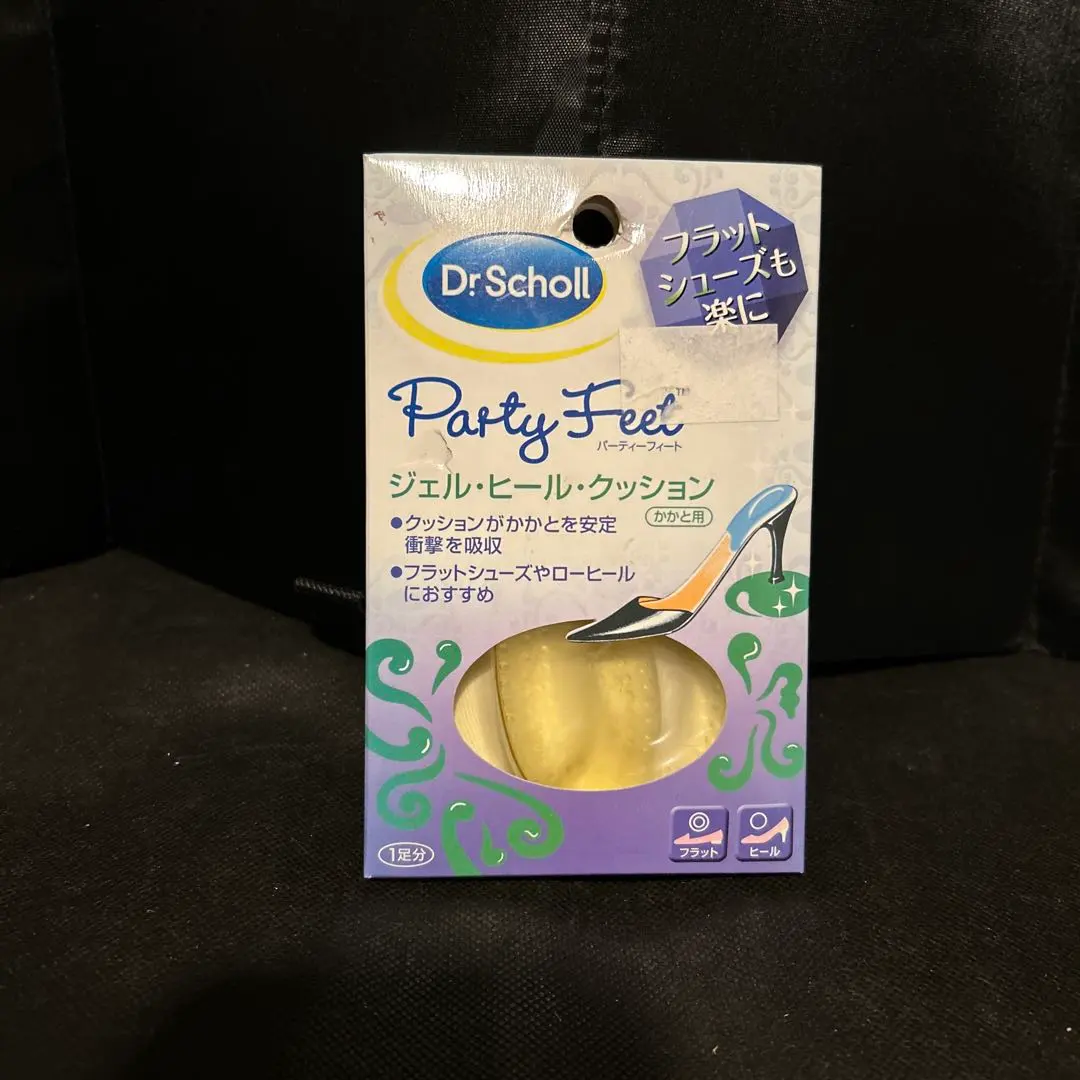 フラット
シューズも
楽に
Dr Scholl
Party Feet™
パーティーフィート
ジェル・ヒール・クッション
かかと用
●クッションがかかとを安定
衝撃を吸収
●フラットシューズやローヒール
におすすめ
1足分
◎
フラット
○
ヒール